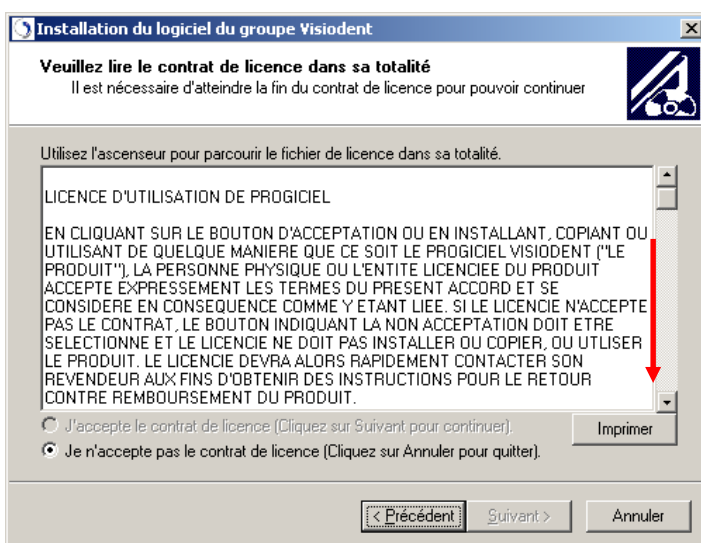 Installation du logiciel du groupe Visiodent
Veuillez lire le contrat de licence dans sa totalité
Il est nécessaire d'atteindre la fin du contrat de licence pour pouvoir continuer
Utilisez l'ascenseur pour parcourir le fichier de licence dans sa totalité.
LICENCE D'UTILISATION DE PROGICIEL
EN CLIQUANT SUR LE BOUTON D'ACCEPTATION OU EN INSTALLANT, COPIANT OU
UTILISANT DE QUELQUE MANIERE QUE CE SOIT LE PROGICIEL VISIODENT ("LE
PRODUIT"), LA PERSONNE PHYSIQUE OU L'ENTITE LICENCIEE DU PRODUIT
ACCEPTE EXPRESSEMENT LES TERMES DU PRESENT ACCORD ET SE
CONSIDERE EN CONSEQUENCE COMME Y ETANT LIEE. SI LE LICENCIE N'ACCEPTE
PAS LE CONTRAT, LE BOUTON INDIQUANT LA NON ACCEPTATION DOIT ETRE
SELECTIONNE ET LE LICENCIE NE DOIT PAS INSTALLER OU COPIER, OU UTLISER
LE PRODUIT. LE LICENCIE DEVRA ALORS RAPIDEMENT CONTACTER SON
REVENDEUR AUX FINS D'OBTENIR DES INSTRUCTIONS POUR LE RETOUR
CONTRE REMBOURSEMENT DU PRODUIT.
J'accepte le contrat de licence (Cliquez sur Suivant pour continuer).
Imprimer
Je n'accepte pas le contrat de licence (Cliquez sur Annuler pour quitter).
< Précédent
Suivant >
Annuler